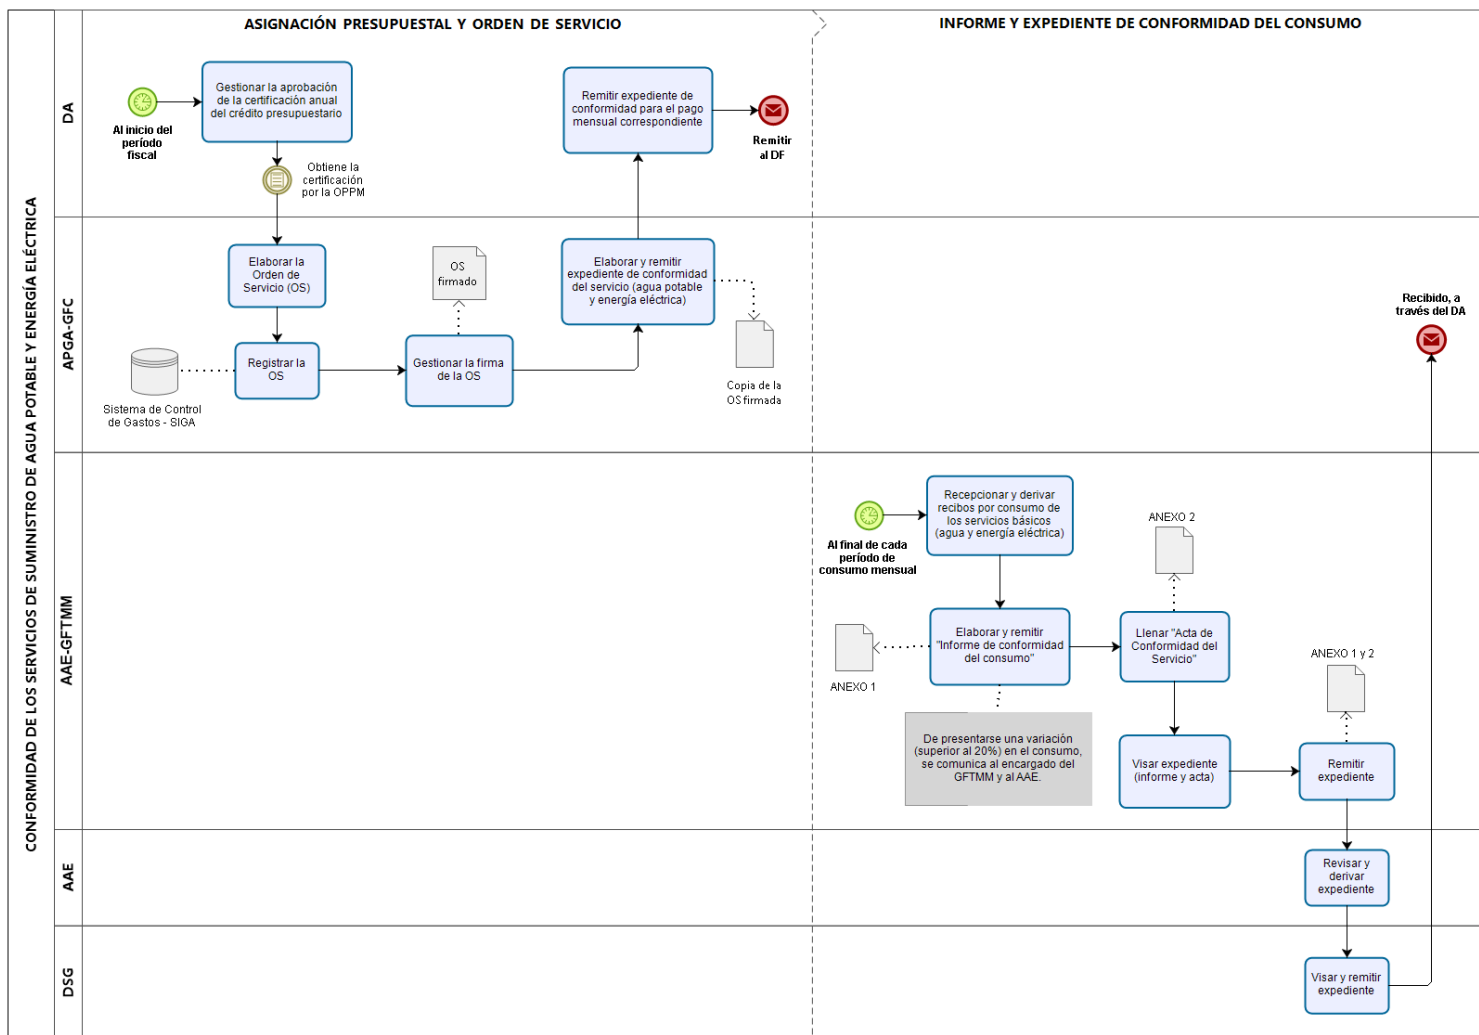 ASIGNACIÓN PRESUPUESTAL Y ORDEN DE SERVICIO
INFORME Y EXPEDIENTE DE CONFORMIDAD DEL CONSUMO
CONFORMIDAD DE LOS SERVICIOS DE SUMINISTRO DE AGUA POTABLE Y ENERGÍA ELÉCTRICA
DA
Al inicio del
período
fiscal
Gestionar la aprobación
de la certificación anual
del crédito presupuestario
Obtiene la
certificación
por la OPPM
Remitir expediente de
conformidad para el pago
mensual correspondiente
Remitir
al DF
APGA-GFC
Elaborar la
Orden de
Servicio (OS)
Registrar la
OS
Sistema de Control
de Gastos - SIGA
OS
firmado
Gestionar la firma
de la OS
Elaborar y remitir
expediente de conformidad
del servicio (agua potable
y energía eléctrica)
Copia de la
OS firmada
Recibido, a
través del DA
AAE-GFTMM
Al final de cada
período de
consumo mensual
Recepcionar y derivar
recibos por consumo de
los servicios básicos
(agua y energía eléctrica)
ANEXO 1
Elaborar y remitir
"Informe de conformidad
del consumo"
De presentarse una variación
(superior al 20%) en el consumo,
se comunica al encargado del
GFTMM y al AAE.
ANEXO 2
Llenar "Acta de
Conformidad del
Servicio"
Visar expediente
(informe y acta)
ANEXO 1 y 2
Remitir
expediente
AAE
Revisar y
derivar
expediente
DSG
Visar y remitir
expediente